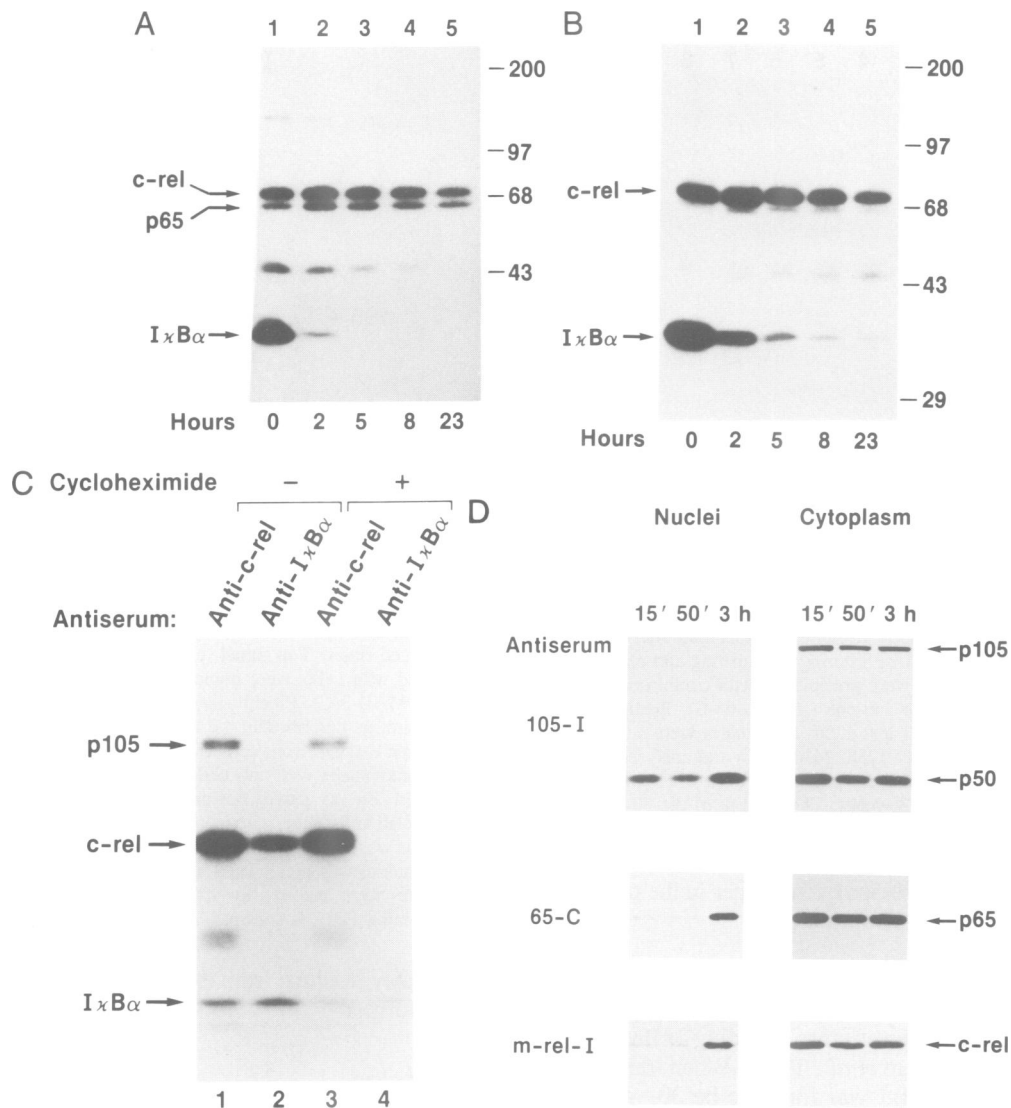 A
1 2 3 4 5
200
97
c-rel
68
p65
43
IϰBα
Hours 0 2 5 8 23
B
1 2 3 4 5
200
97
c-rel
68
43
IϰBα
29
Hours 0 2 5 8 23
C Cycloheximide − +
Antiserum: Anti-c-rel Anti-IϰBα Anti-c-rel Anti-IϰBα
p105
c-rel
IϰBα
1 2 3 4
D
Nuclei Cytoplasm
15′ 50′ 3 h 15′ 50′ 3 h
Antiserum
p105
105-I
p50
65-C
p65
m-rel-I
c-rel